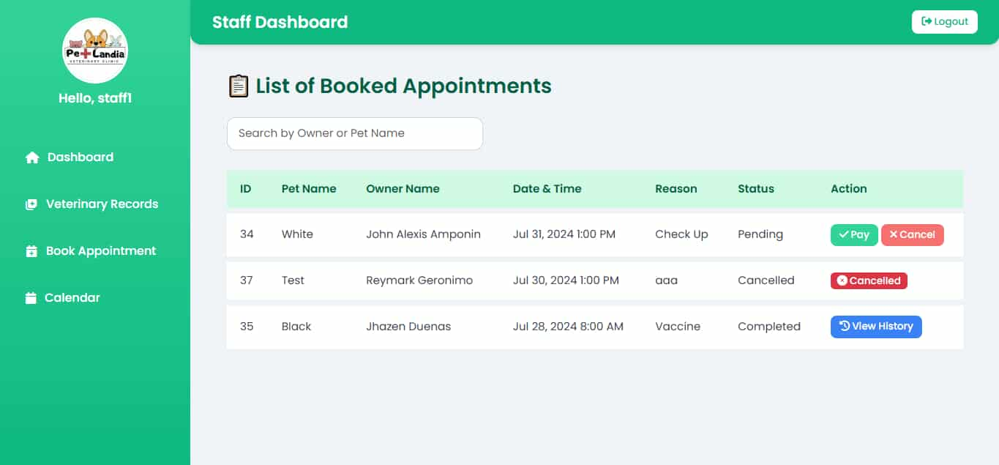 Pe Landia
VETERINARY CLINIC
Hello, staff1
Dashboard
Veterinary Records
Book Appointment
Calendar
Staff Dashboard
Logout
List of Booked Appointments
Search by Owner or Pet Name
ID Pet Name Owner Name Date & Time Reason Status Action
34 White John Alexis Amponin Jul 31, 2024 1:00 PM Check Up Pending Pay Cancel
37 Test Reymark Geronimo Jul 30, 2024 1:00 PM aaa Cancelled Cancelled
35 Black Jhazen Duenas Jul 28, 2024 8:00 AM Vaccine Completed View History